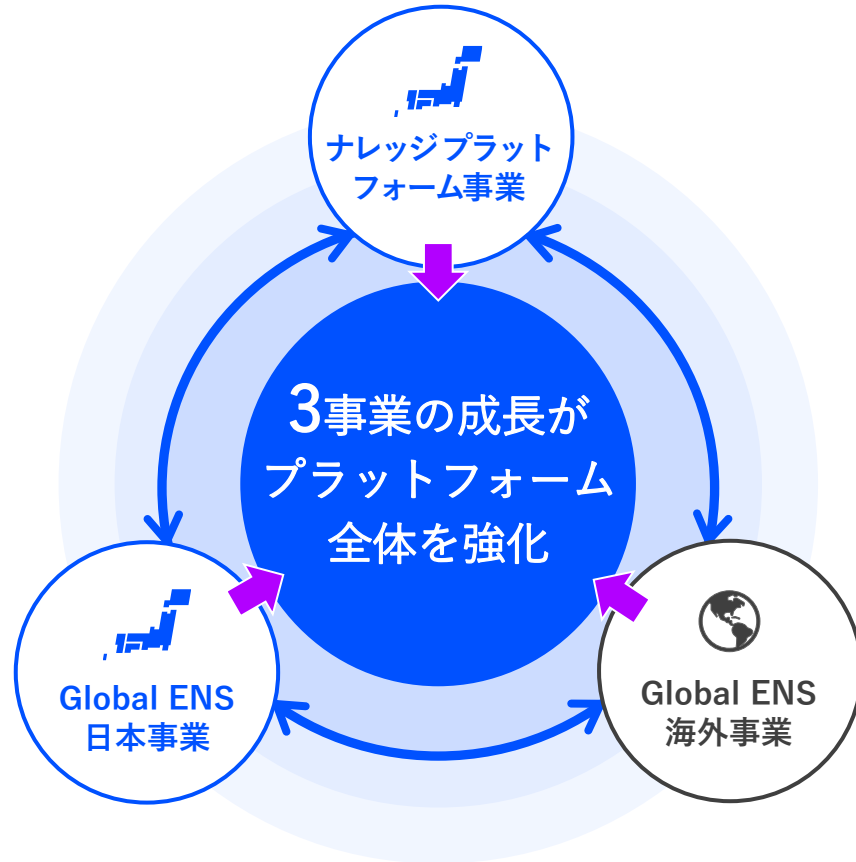 ナレッジ プラット
フォーム事業
3事業の成長が
プラットフォーム
全体を強化
Global ENS
日本事業
Global ENS
海外事業